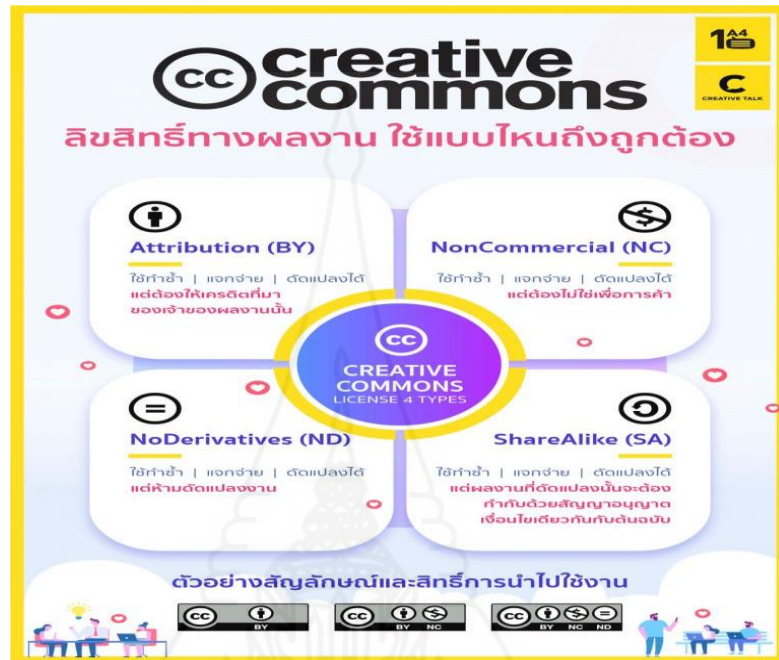 cc creative commons
1A4
C
CREATIVE TALK
ลิขสิทธิ์ทางผลงาน ใช้แบบไหนถึงถูกต้อง
Attribution (BY)
ใช้ทำซ้ำ | แจกจ่าย | ดัดแปลงได้
แต่ต้องให้เครดิตที่มา
ของเจ้าของผลงานนั้น
NonCommercial (NC)
ใช้ทำซ้ำ | แจกจ่าย | ดัดแปลงได้
แต่ต้องไม่ใช่เพื่อการค้า
cc
CREATIVE
COMMONS
LICENSE 4 TYPES
NoDerivatives (ND)
ใช้ทำซ้ำ | แจกจ่าย | ดัดแปลงได้
แต่ห้ามดัดแปลงงาน
ShareAlike (SA)
ใช้ทำซ้ำ | แจกจ่าย | ดัดแปลงได้
แต่ผลงานที่ดัดแปลงนั้นจะต้อง
กำกับด้วยสัญญาอนุญาต
เงื่อนไขเดียวกันกับต้นฉบับ
ตัวอย่างสัญลักษณ์และสิทธิ์การนำไปใช้งาน
cc BY
cc BY NC
cc BY NC ND